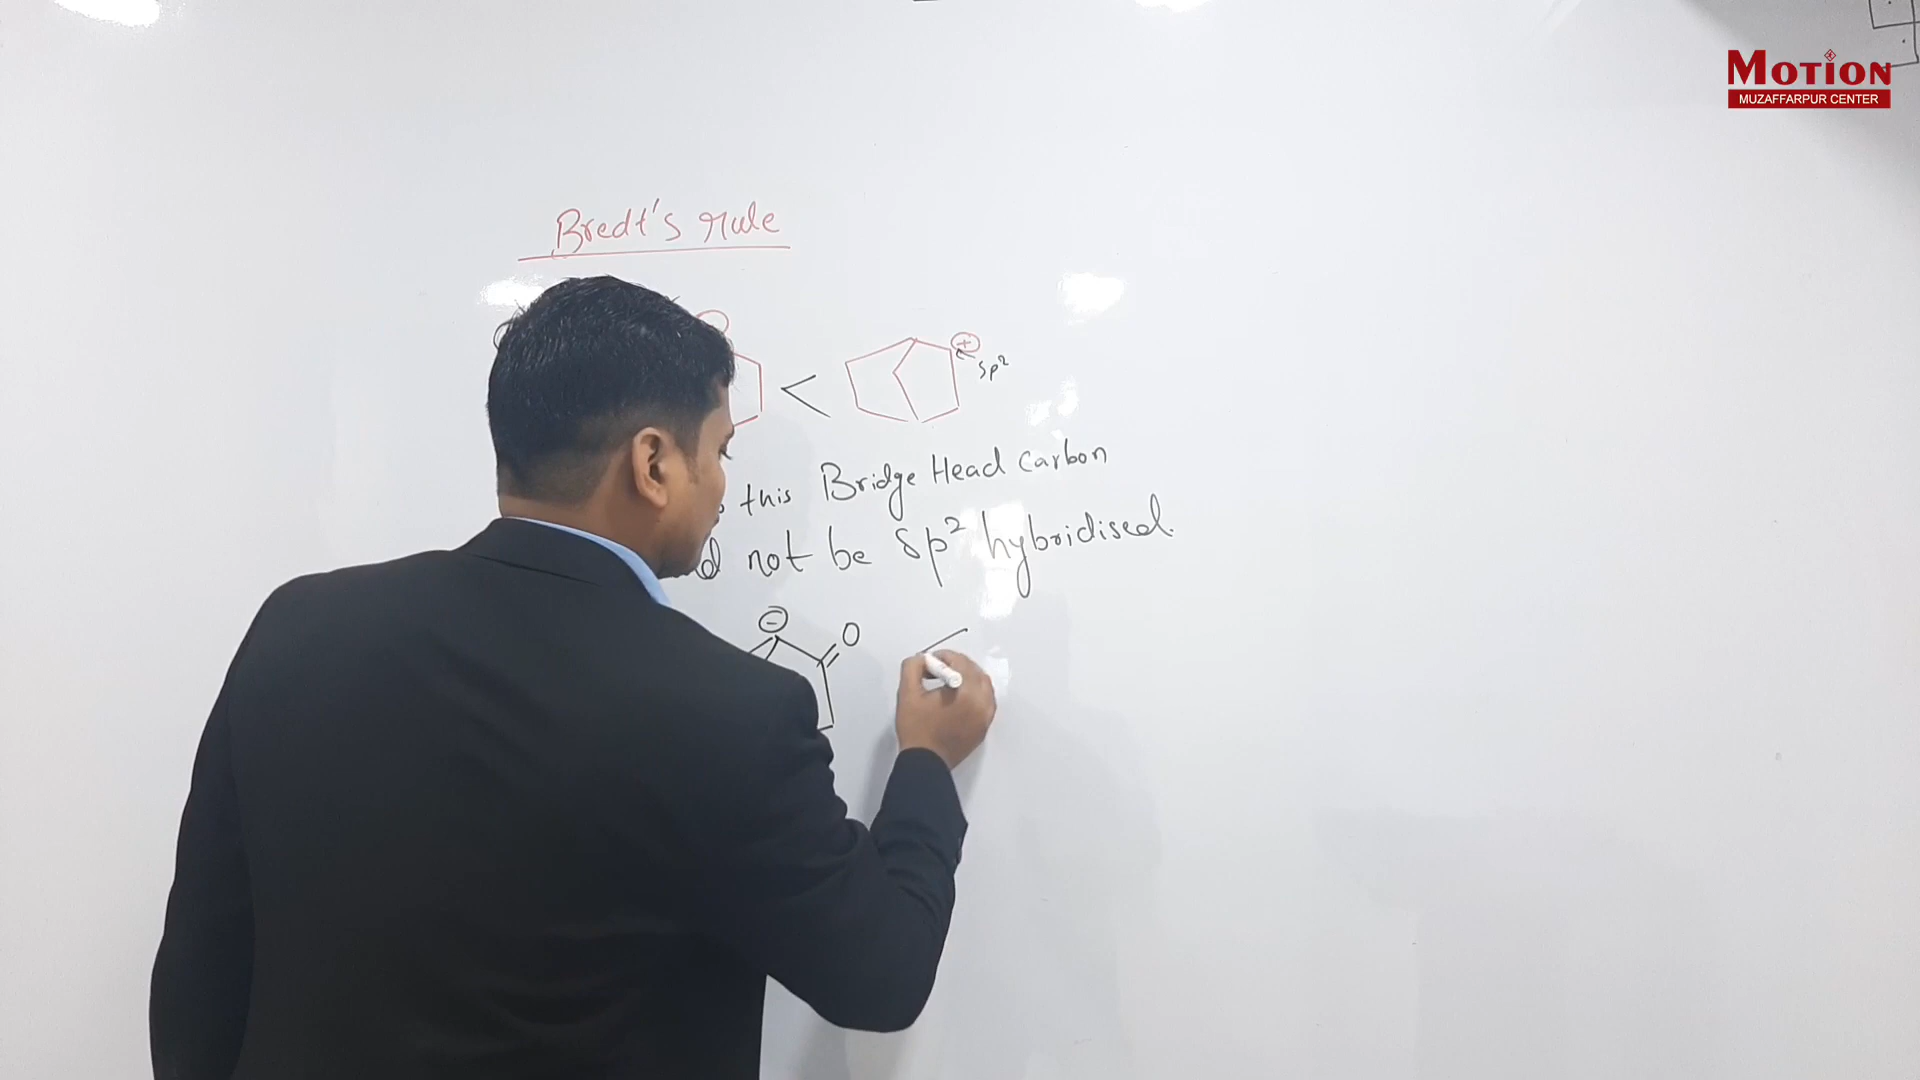 MOTION
MUZAFFARPUR CENTER
Bredt's rule
⊕
< sp²
this Bridge Head Carbon
not be sp² hybridised.
⊖ O